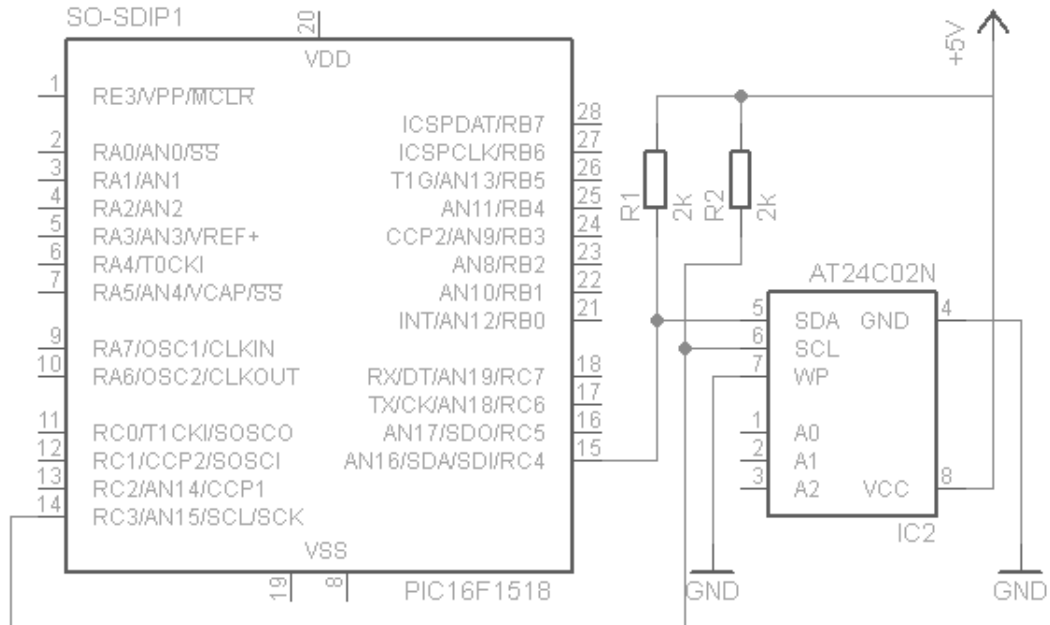 SO-SDIP1
20
VDD
+5V
1 RE3/VPP/MCLR
ICSPDAT/RB7 28
2 RA0/AN0/SS
ICSPCLK/RB6 27
3 RA1/AN1
T1G/AN13/RB5 26
4 RA2/AN2
AN11/RB4 25
5 RA3/AN3/VREF+
CCP2/AN9/RB3 24
6 RA4/T0CKI
AN8/RB2 23
7 RA5/AN4/VCAP/SS
AN10/RB1 22
INT/AN12/RB0 21
9 RA7/OSC1/CLKIN
10 RA6/OSC2/CLKOUT
RX/DT/AN19/RC7 18
TX/CK/AN18/RC6 17
11 RC0/T1CKI/SOSCO
AN17/SDO/RC5 16
12 RC1/CCP2/SOSCI
AN16/SDA/SDI/RC4 15
13 RC2/AN14/CCP1
14 RC3/AN15/SCL/SCK
VSS
19
8
PIC16F1518
R1
2k
R2
2k
AT24C02N
5 SDA GND 4
6 SCL
7 WP
1 A0
2 A1
3 A2 VCC 8
IC2
GND
GND